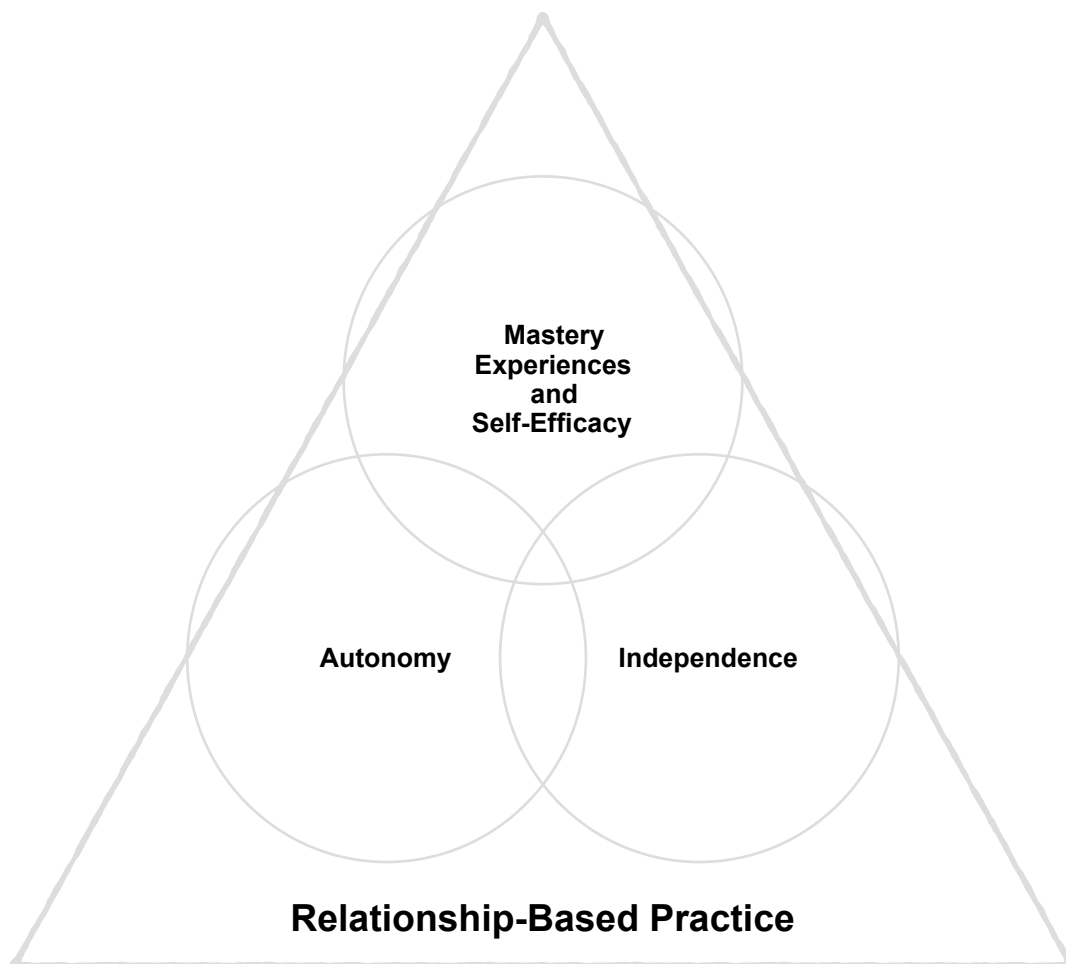 Mastery
Experiences
and
Self-Efficacy
Autonomy
Independence
Relationship-Based Practice